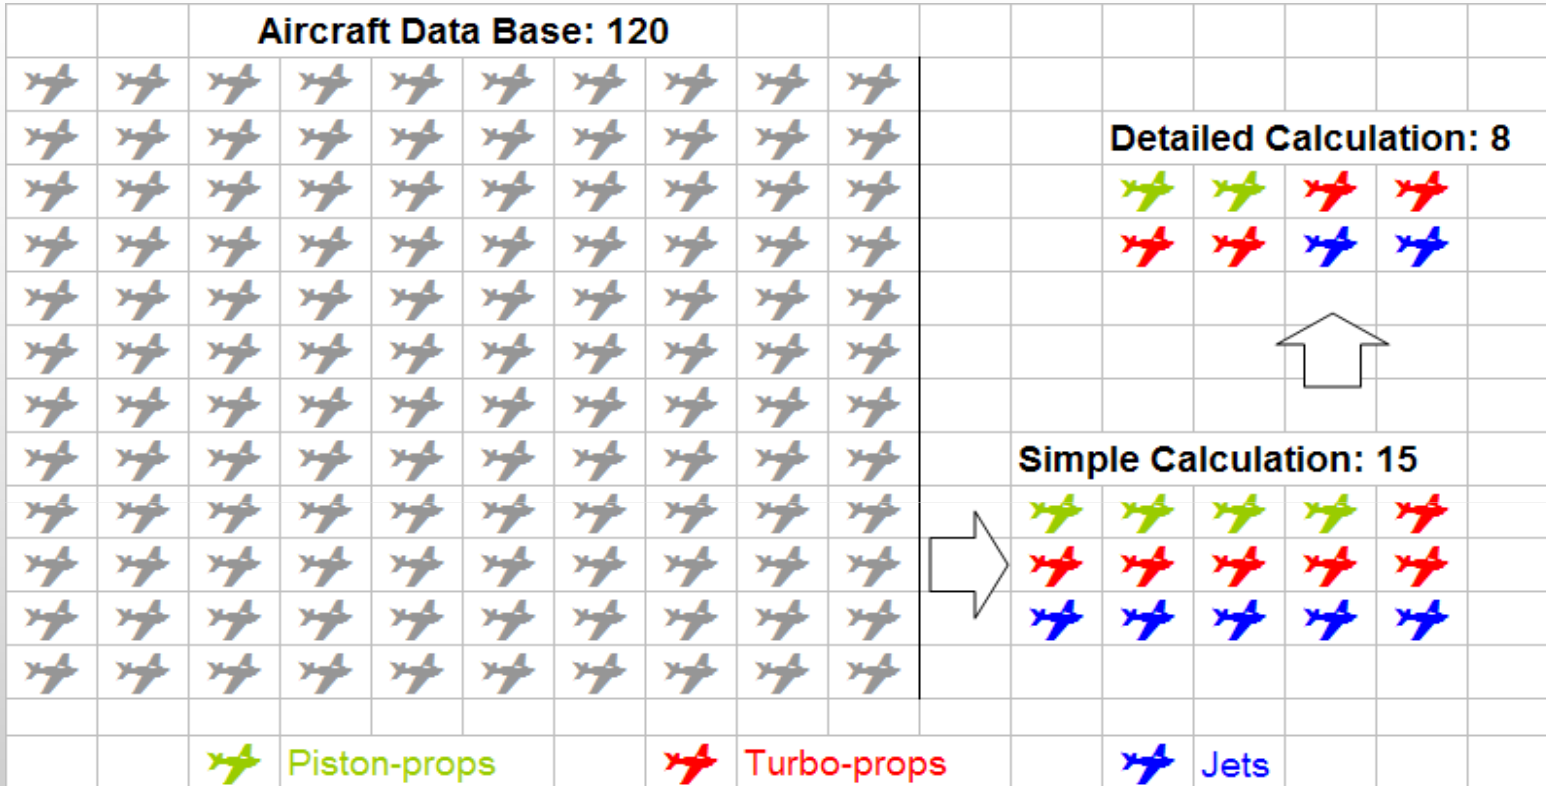 Aircraft Data Base: 120
Detailed Calculation: 8
Simple Calculation: 15
Piston-props
Turbo-props
Jets